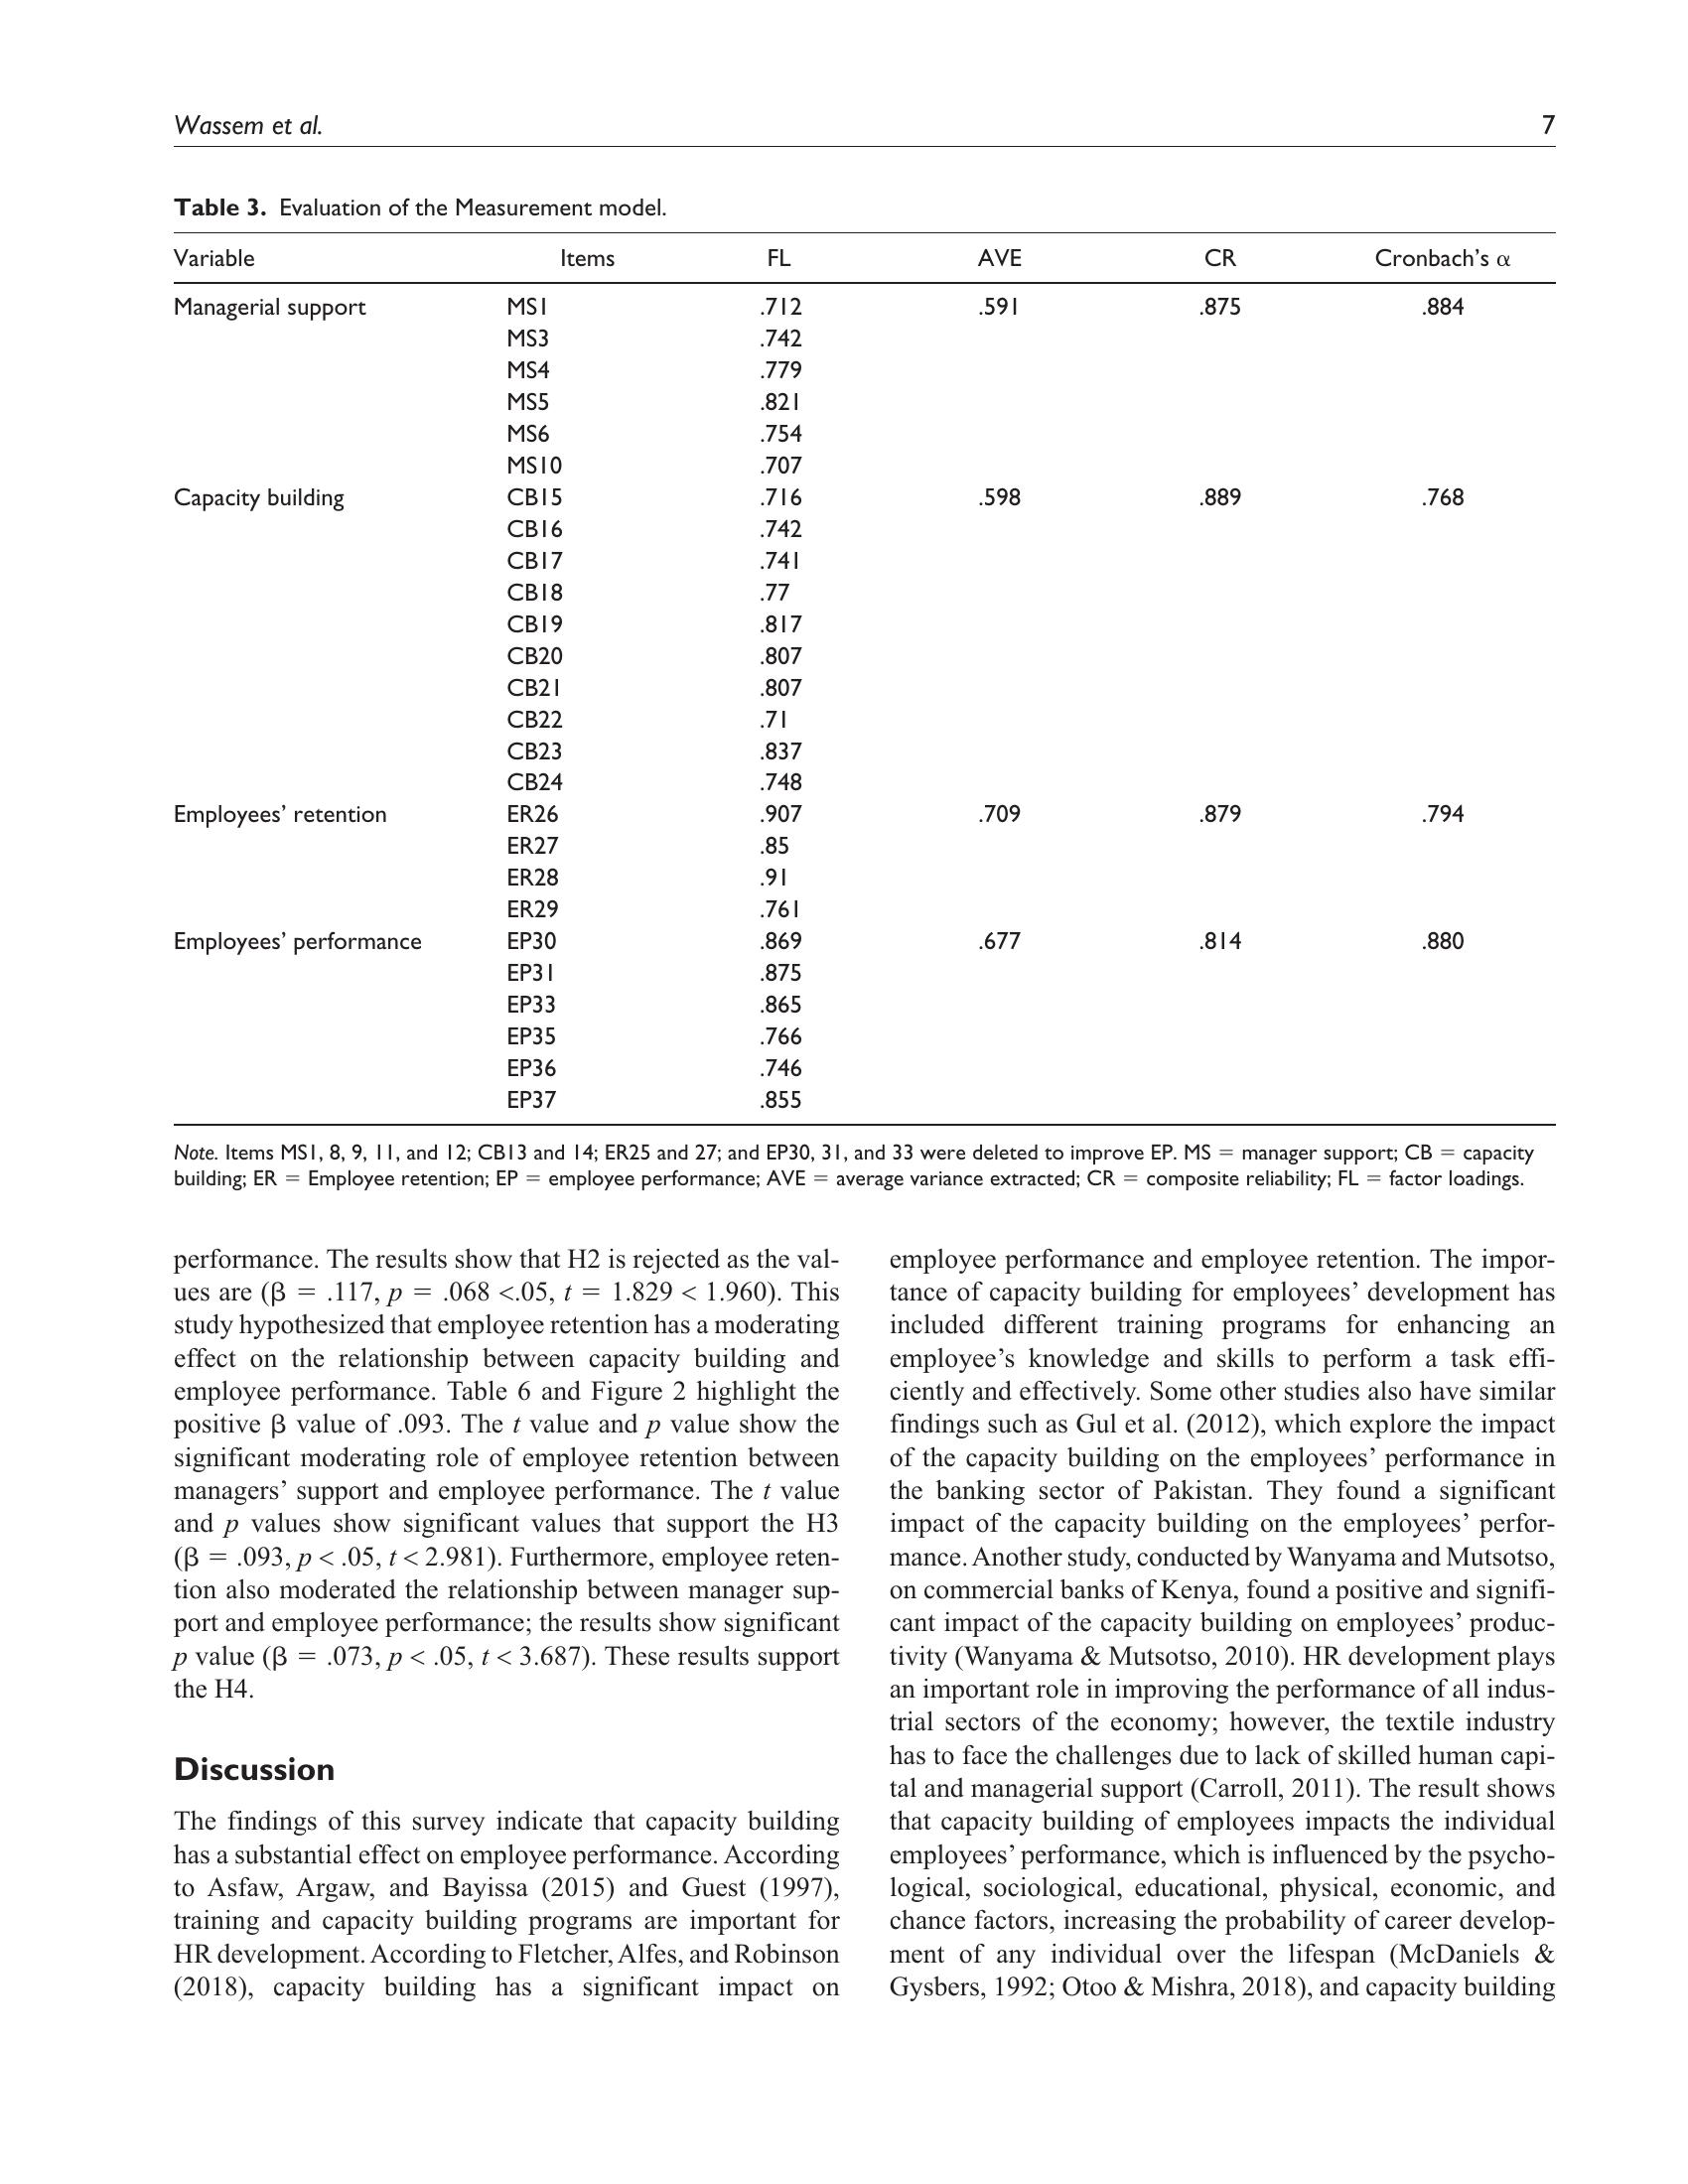 Wassem et al. 7
Table 3. Evaluation of the Measurement model.
Variable Items FL AVE CR Cronbach's α
Managerial support MS1 .712 .591 .875 .884
MS3 .742
MS4 .779
MS5 .821
MS6 .754
MS10 .707
Capacity building CB15 .716 .598 .889 .768
CB16 .742
CB17 .741
CB18 .77
CB19 .817
CB20 .807
CB21 .807
CB22 .71
CB23 .837
CB24 .748
Employees' retention ER26 .907 .709 .879 .794
ER27 .85
ER28 .91
ER29 .761
Employees' performance EP30 .869 .677 .814 .880
EP31 .875
EP33 .865
EP35 .766
EP36 .746
EP37 .855
Note. Items MS1, 8, 9, 11, and 12; CB13 and 14; ER25 and 27; and EP30, 31, and 33 were deleted to improve EP. MS = manager support; CB = capacity
building; ER = Employee retention; EP = employee performance; AVE = average variance extracted; CR = composite reliability; FL = factor loadings.
performance. The results show that H2 is rejected as the val-
ues are (β = .117, p = .068 <.05, t = 1.829 < 1.960). This
study hypothesized that employee retention has a moderating
effect on the relationship between capacity building and
employee performance. Table 6 and Figure 2 highlight the
positive β value of .093. The t value and p value show the
significant moderating role of employee retention between
managers' support and employee performance. The t value
and p values show significant values that support the H3
(β = .093, p < .05, t < 2.981). Furthermore, employee reten-
tion also moderated the relationship between manager sup-
port and employee performance; the results show significant
p value (β = .073, p < .05, t < 3.687). These results support
the H4.
Discussion
The findings of this survey indicate that capacity building
has a substantial effect on employee performance. According
to Asfaw, Argaw, and Bayissa (2015) and Guest (1997),
training and capacity building programs are important for
HR development. According to Fletcher, Alfes, and Robinson
(2018), capacity building has a significant impact on
employee performance and employee retention. The impor-
tance of capacity building for employees' development has
included different training programs for enhancing an
employee's knowledge and skills to perform a task effi-
ciently and effectively. Some other studies also have similar
findings such as Gul et al. (2012), which explore the impact
of the capacity building on the employees' performance in
the banking sector of Pakistan. They found a significant
impact of the capacity building on the employees' perfor-
mance. Another study, conducted by Wanyama and Mutsotso,
on commercial banks of Kenya, found a positive and signifi-
cant impact of the capacity building on employees' produc-
tivity (Wanyama & Mutsotso, 2010). HR development plays
an important role in improving the performance of all indus-
trial sectors of the economy; however, the textile industry
has to face the challenges due to lack of skilled human capi-
tal and managerial support (Carroll, 2011). The result shows
that capacity building of employees impacts the individual
employees' performance, which is influenced by the psycho-
logical, sociological, educational, physical, economic, and
chance factors, increasing the probability of career develop-
ment of any individual over the lifespan (McDaniels &
Gysbers, 1992; Otoo & Mishra, 2018), and capacity building